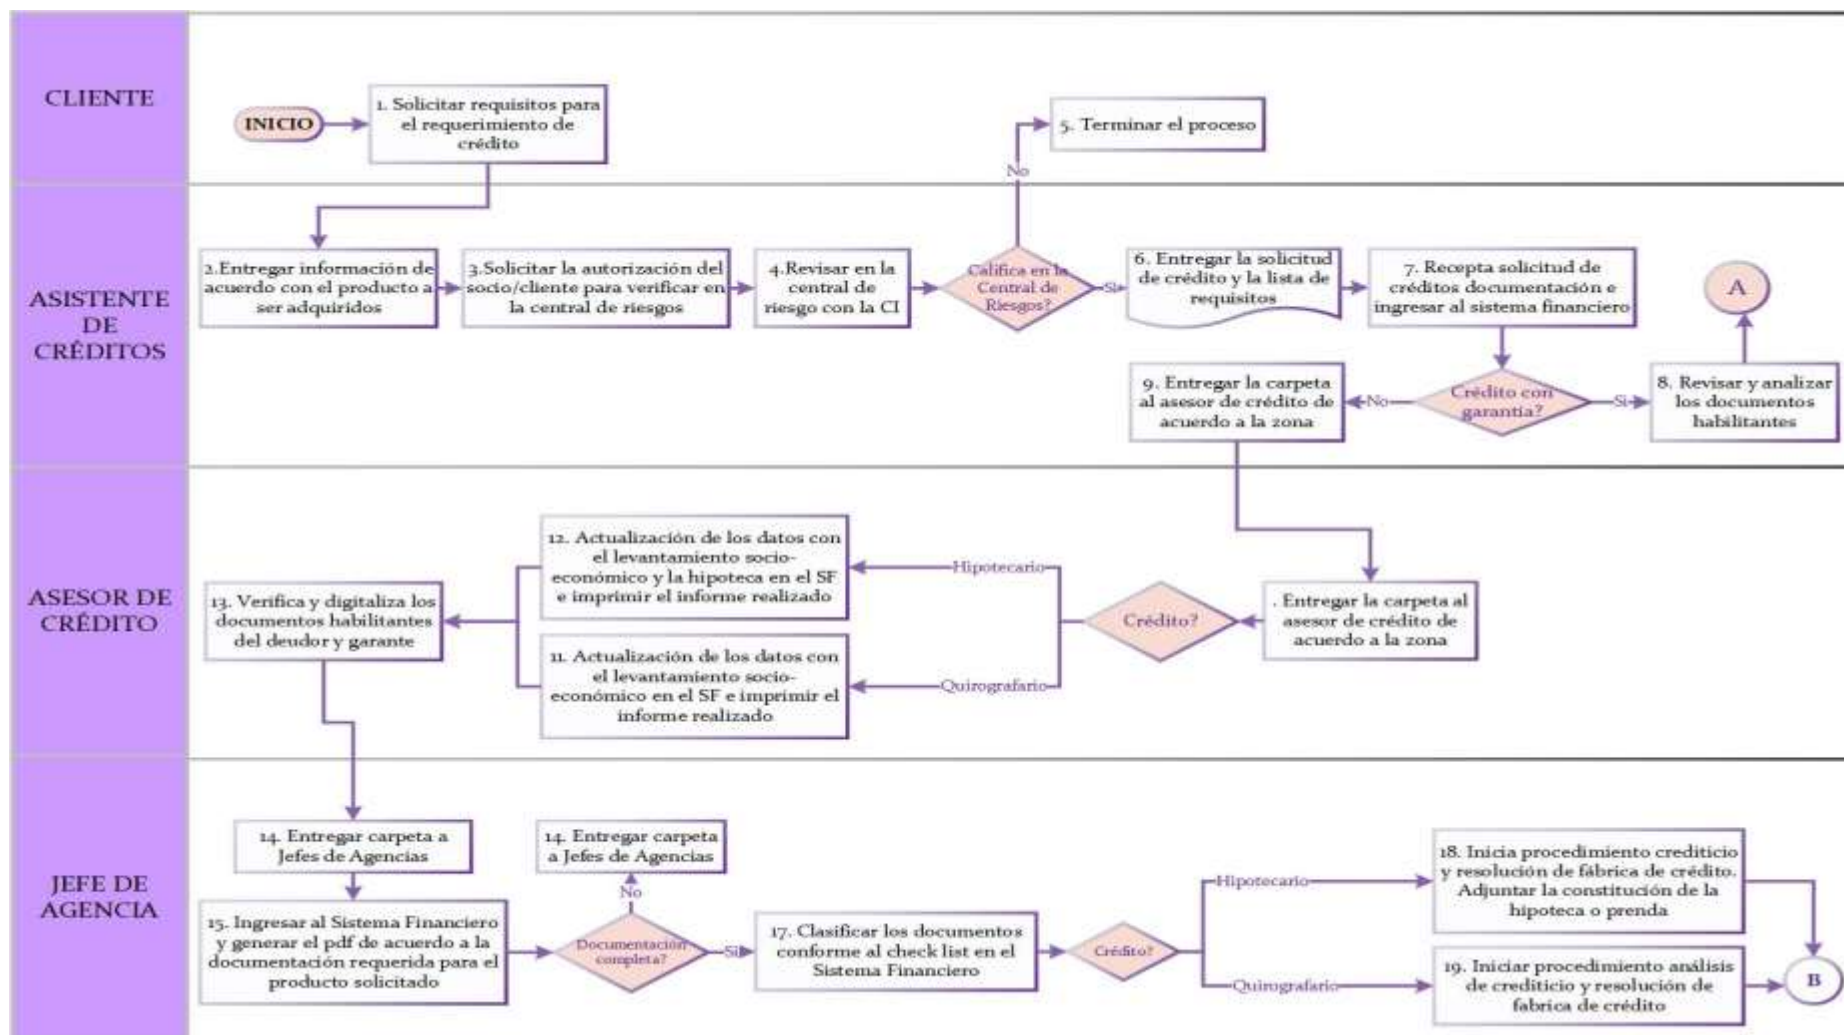 CLIENTE
INICIO
1. Solicitar requisitos para
el requerimiento de
crédito
5. Terminar el proceso
No
ASISTENTE
DE
CRÉDITOS
2.Entregar información de
acuerdo con el producto a
ser adquiridos
3.Solicitar la autorización del
socio/cliente para verificar en
la central de riesgos
4.Revisar en la
central de
riesgo con la CI
Califica en la
Central de
Riesgos?
Si
6. Entregar la solicitud
de crédito y la lista de
requisitos
7. Recepta solicitud de
créditos documentación e
ingresar al sistema financiero
A
9. Entregar la carpeta
al asesor de crédito de
acuerdo a la zona
No
Crédito con
garantía?
Si
8. Revisar y analizar
los documentos
habilitantes
ASESOR DE
CRÉDITO
13. Verifica y digitaliza los
documentos habilitantes
del deudor y garante
12. Actualización de los datos con
el levantamiento socio-
económico y la hipoteca en el SF
e imprimir el informe realizado
Hipotecario
11. Actualización de los datos con
el levantamiento socio-
económico en el SF e imprimir el
informe realizado
Quirografario
Crédito?
. Entregar la carpeta al
asesor de crédito de
acuerdo a la zona
JEFE DE
AGENCIA
14. Entregar carpeta a
Jefes de Agencias
15. Ingresar al Sistema Financiero
y generar el pdf de acuerdo a la
documentación requerida para el
producto solicitado
14. Entregar carpeta
a Jefes de Agencias
No
Documentación
completa?
Si
17. Clasificar los documentos
conforme al check list en el
Sistema Financiero
Crédito?
Hipotecario
18. Inicia procedimiento crediticio
y resolución de fábrica de crédito.
Adjuntar la constitución de la
hipoteca o prenda
Quirografario
19. Iniciar procedimiento análisis
de crediticio y resolución de
fabrica de crédito
B